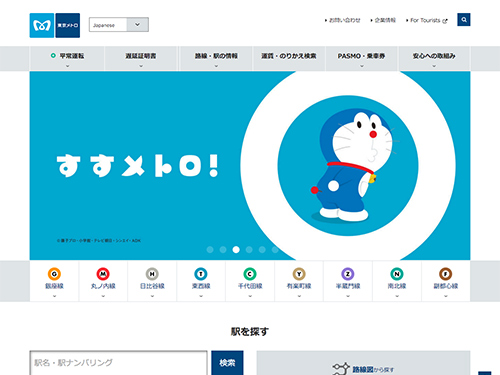 東京メトロ
Japanese
お問い合わせ
企業情報
For Tourists
平常運転
遅延証明書
路線・駅の情報
運賃・のりかえ検索
PASMO・乗車券
安心への取組み
すすメトロ!
©藤子プロ・小学館・テレビ朝日・シンエイ・ADK
G
M
H
T
C
Y
Z
N
F
銀座線
丸ノ内線
日比谷線
東西線
千代田線
有楽町線
半蔵門線
南北線
副都心線
駅を探す
駅名・駅ナンバリング
検索
路線図から探す